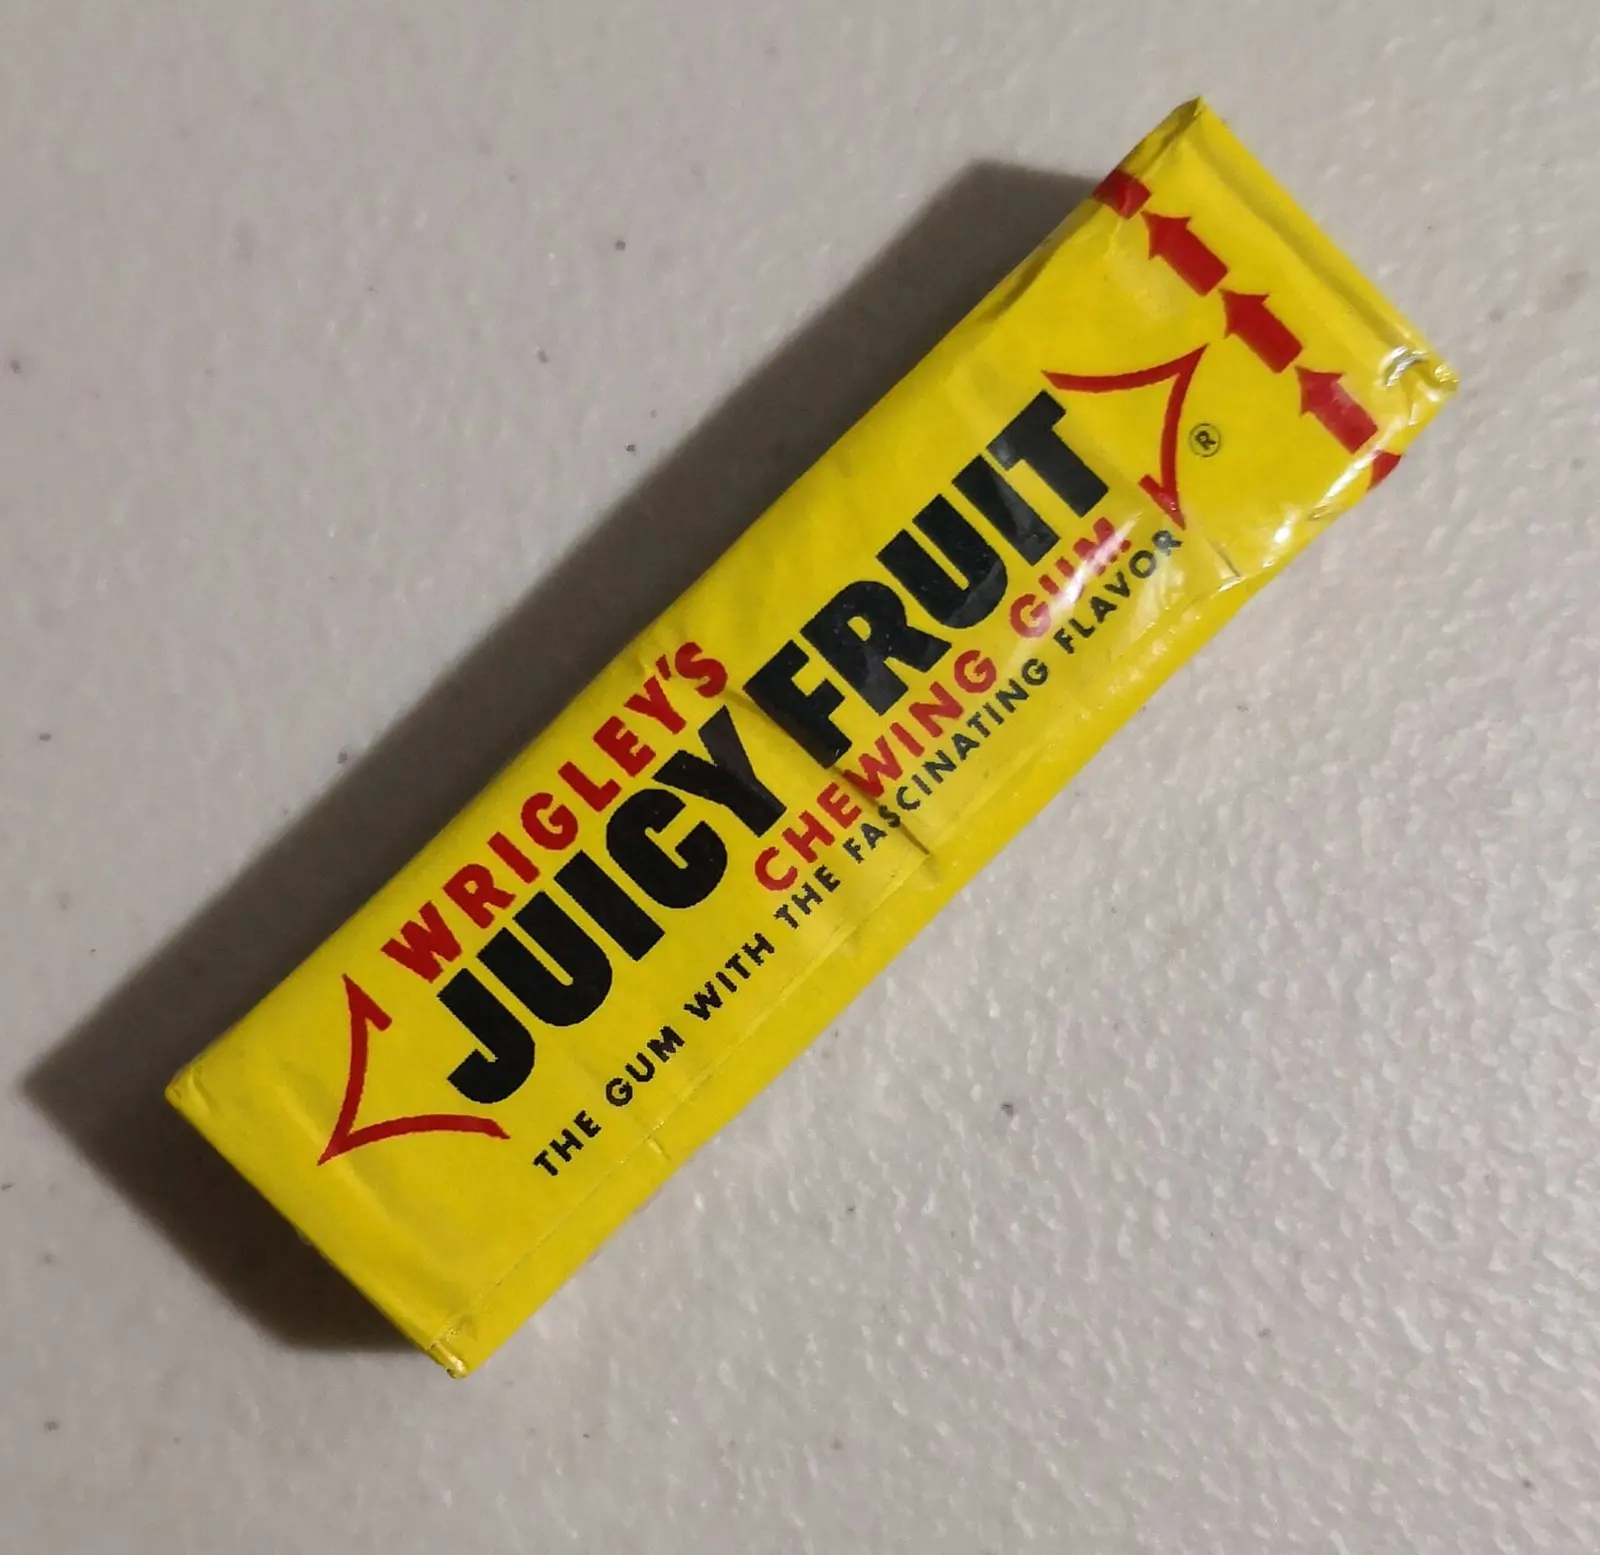 WRIGLEY'S
JUICY FRUIT
®
CHEWING GUM
THE GUM WITH THE FASCINATING FLAVOR